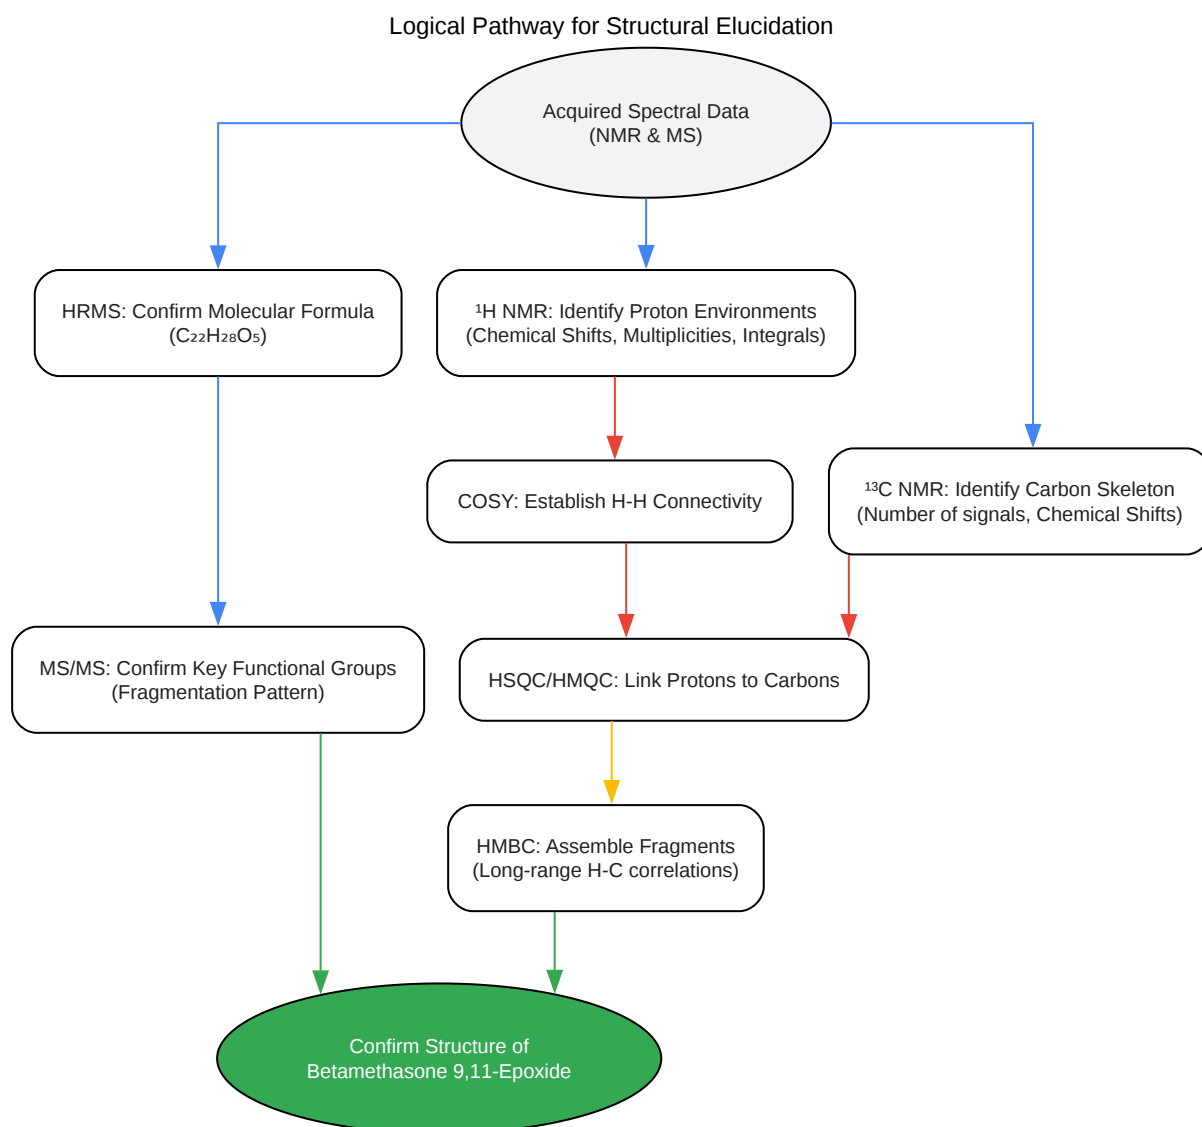 Logical Pathway for Structural Elucidation
Acquired Spectral Data
(NMR & MS)
HRMS: Confirm Molecular Formula
(C₂₂H₂₈O₅)
¹H NMR: Identify Proton Environments
(Chemical Shifts, Multiplicities, Integrals)
COSY: Establish H-H Connectivity
¹³C NMR: Identify Carbon Skeleton
(Number of signals, Chemical Shifts)
MS/MS: Confirm Key Functional Groups
(Fragmentation Pattern)
HSQC/HMQC: Link Protons to Carbons
HMBC: Assemble Fragments
(Long-range H-C correlations)
Confirm Structure of
Betamethasone 9,11-Epoxide